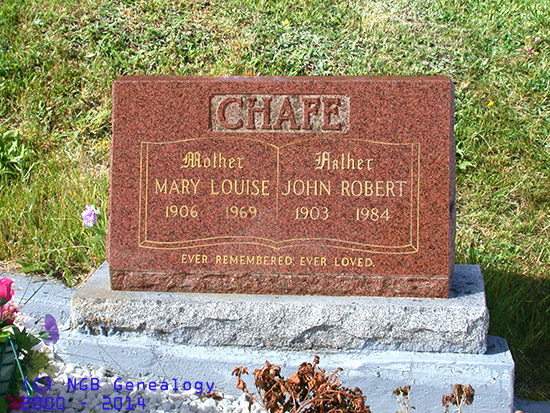 CHAFE
Mother Father
MARY LOUISE JOHN ROBERT
1906 1969 1903 1984
EVER REMEMBERED EVER LOVED
(C) NGB Genealogy
2000 - 2014